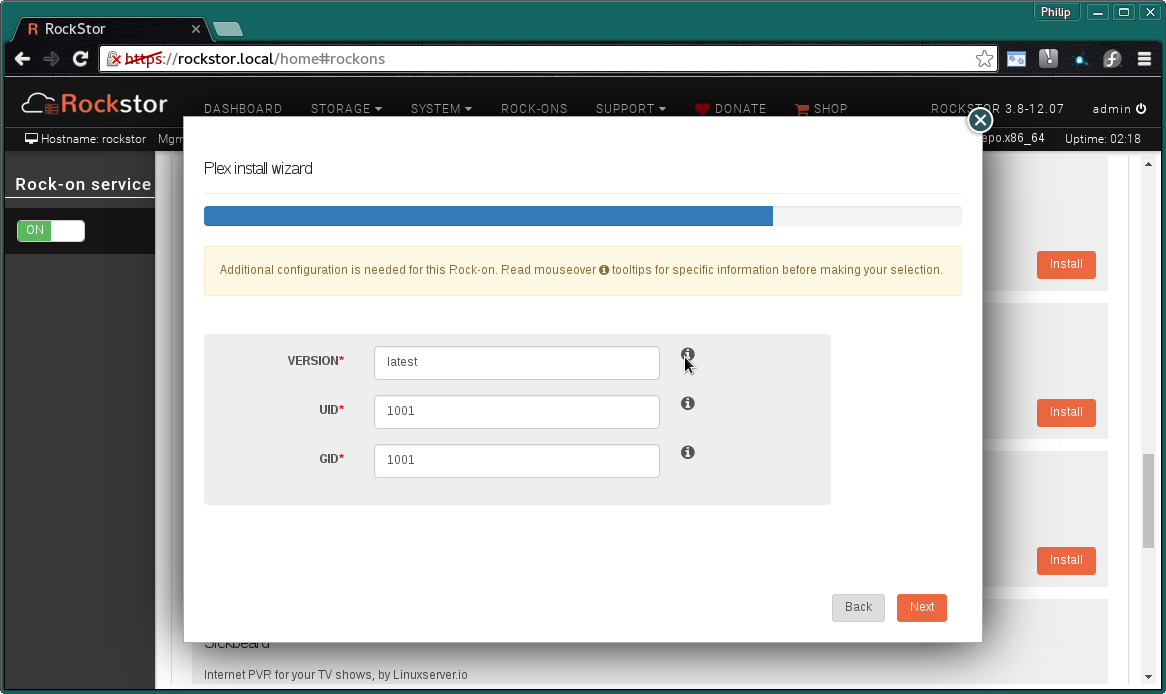 Philip
R RockStor
https://rockstor.local/home#rockons
Rockstor
DASHBOARD STORAGE SYSTEM ROCK-ONS SUPPORT DONATE SHOP ROCKSTOR 3.8-12.07 admin
Hostname: rockstor Mgm epo.x86_64 Uptime: 02:18
Rock-on service
ON
Plex install wizard
Additional configuration is needed for this Rock-on. Read mouseover tooltips for specific information before making your selection.
VERSION* latest
UID* 1001
GID* 1001
Back Next
Install
Install
Install
Sickbeard
Internet PVR for your TV shows, by Linuxserver.io